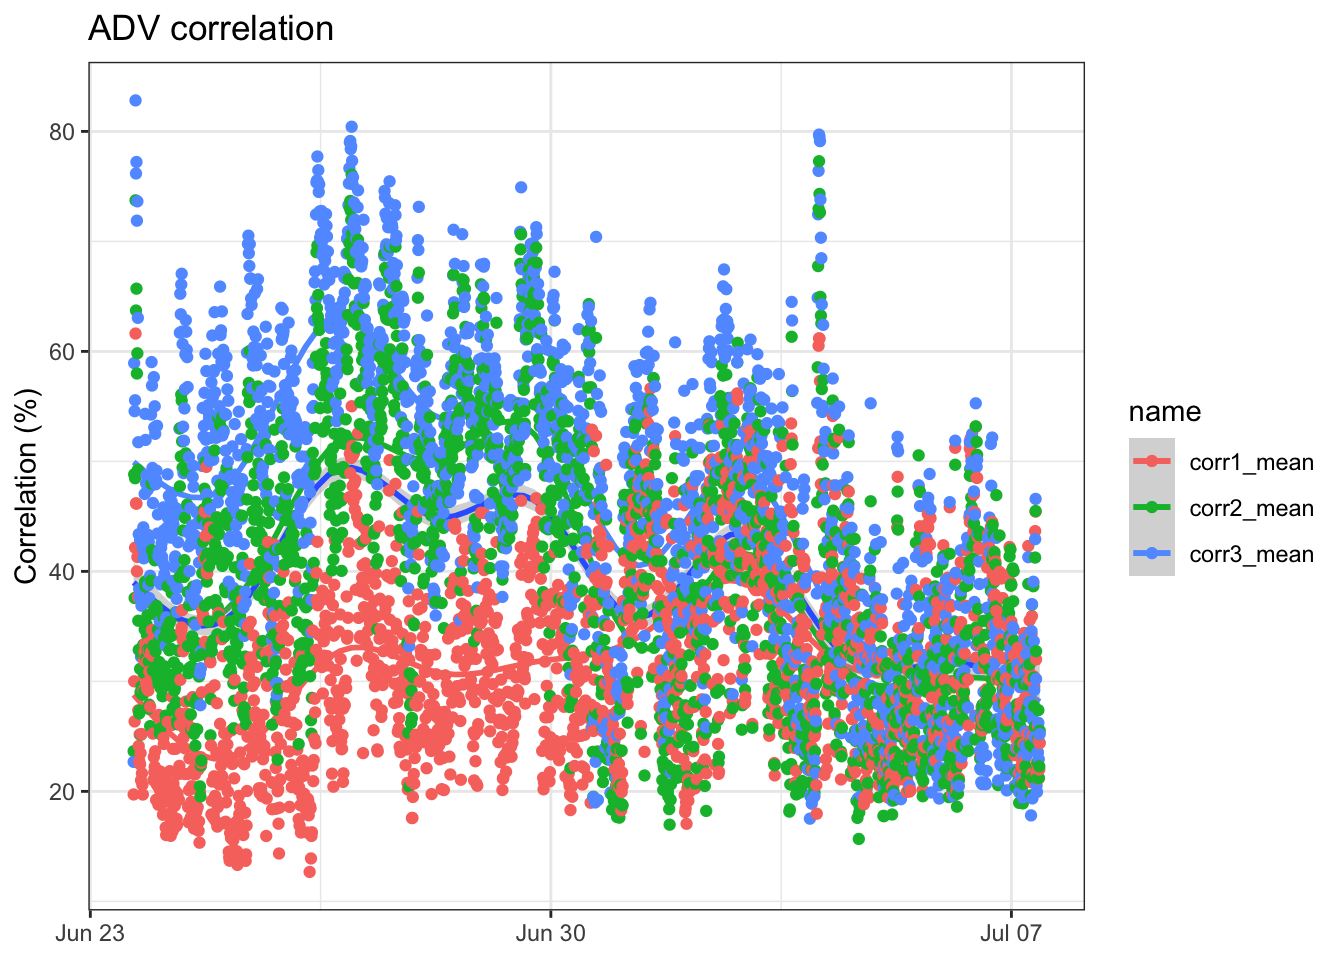 ADV correlation
Correlation (%)
80
60
40
20
Jun 23
Jun 30
Jul 07
name
corr1_mean
corr2_mean
corr3_mean